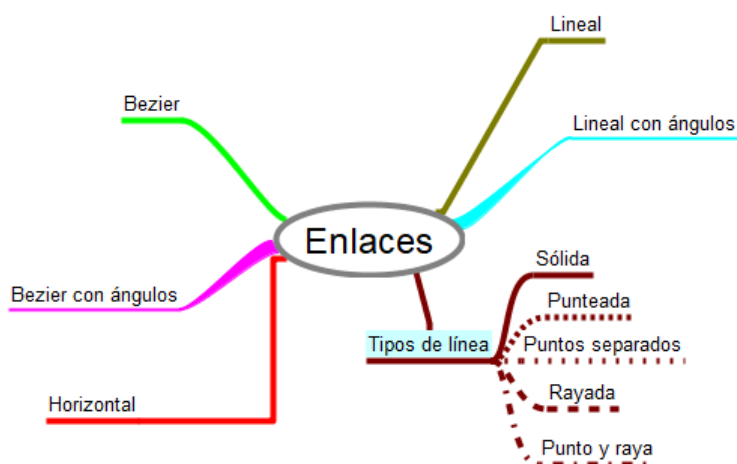 Lineal
Bezier
Lineal con ángulos
Enlaces
Sólida
Bezier con ángulos
Punteada
Tipos de línea
Puntos separados
Rayada
Horizontal
Punto y raya